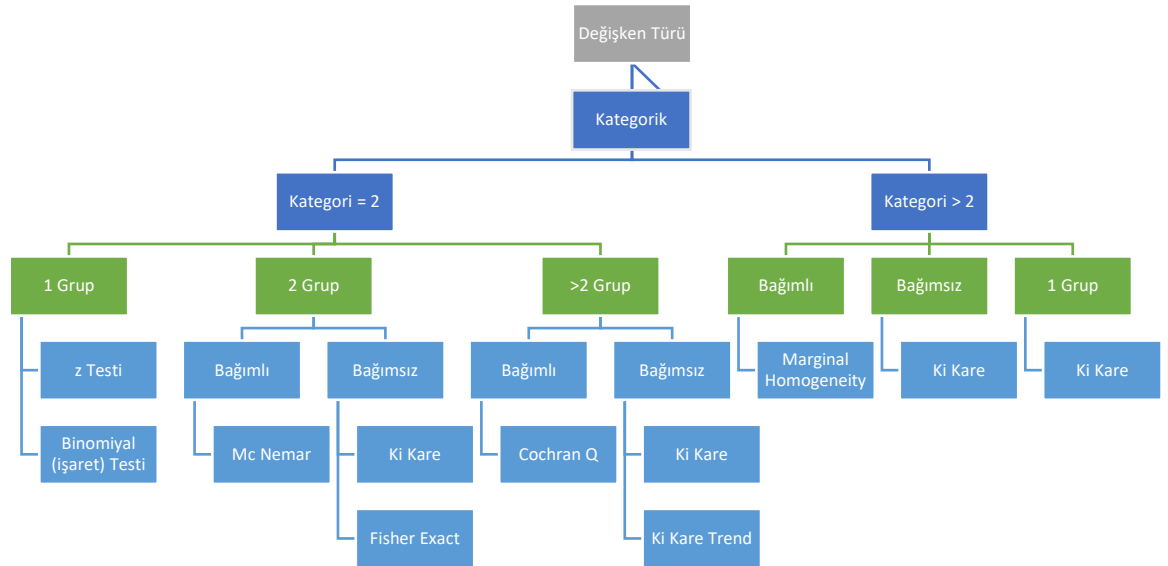 Değişken Türü
Kategorik
Kategori = 2
Kategori > 2
1 Grup
2 Grup
>2 Grup
Bağımlı
Bağımsız
1 Grup
z Testi
Bağımlı
Bağımsız
Bağımlı
Bağımsız
Marginal
Homogeneity
Ki Kare
Ki Kare
Binomiyal
(işaret) Testi
Mc Nemar
Ki Kare
Cochran Q
Ki Kare
Fisher Exact
Ki Kare Trend